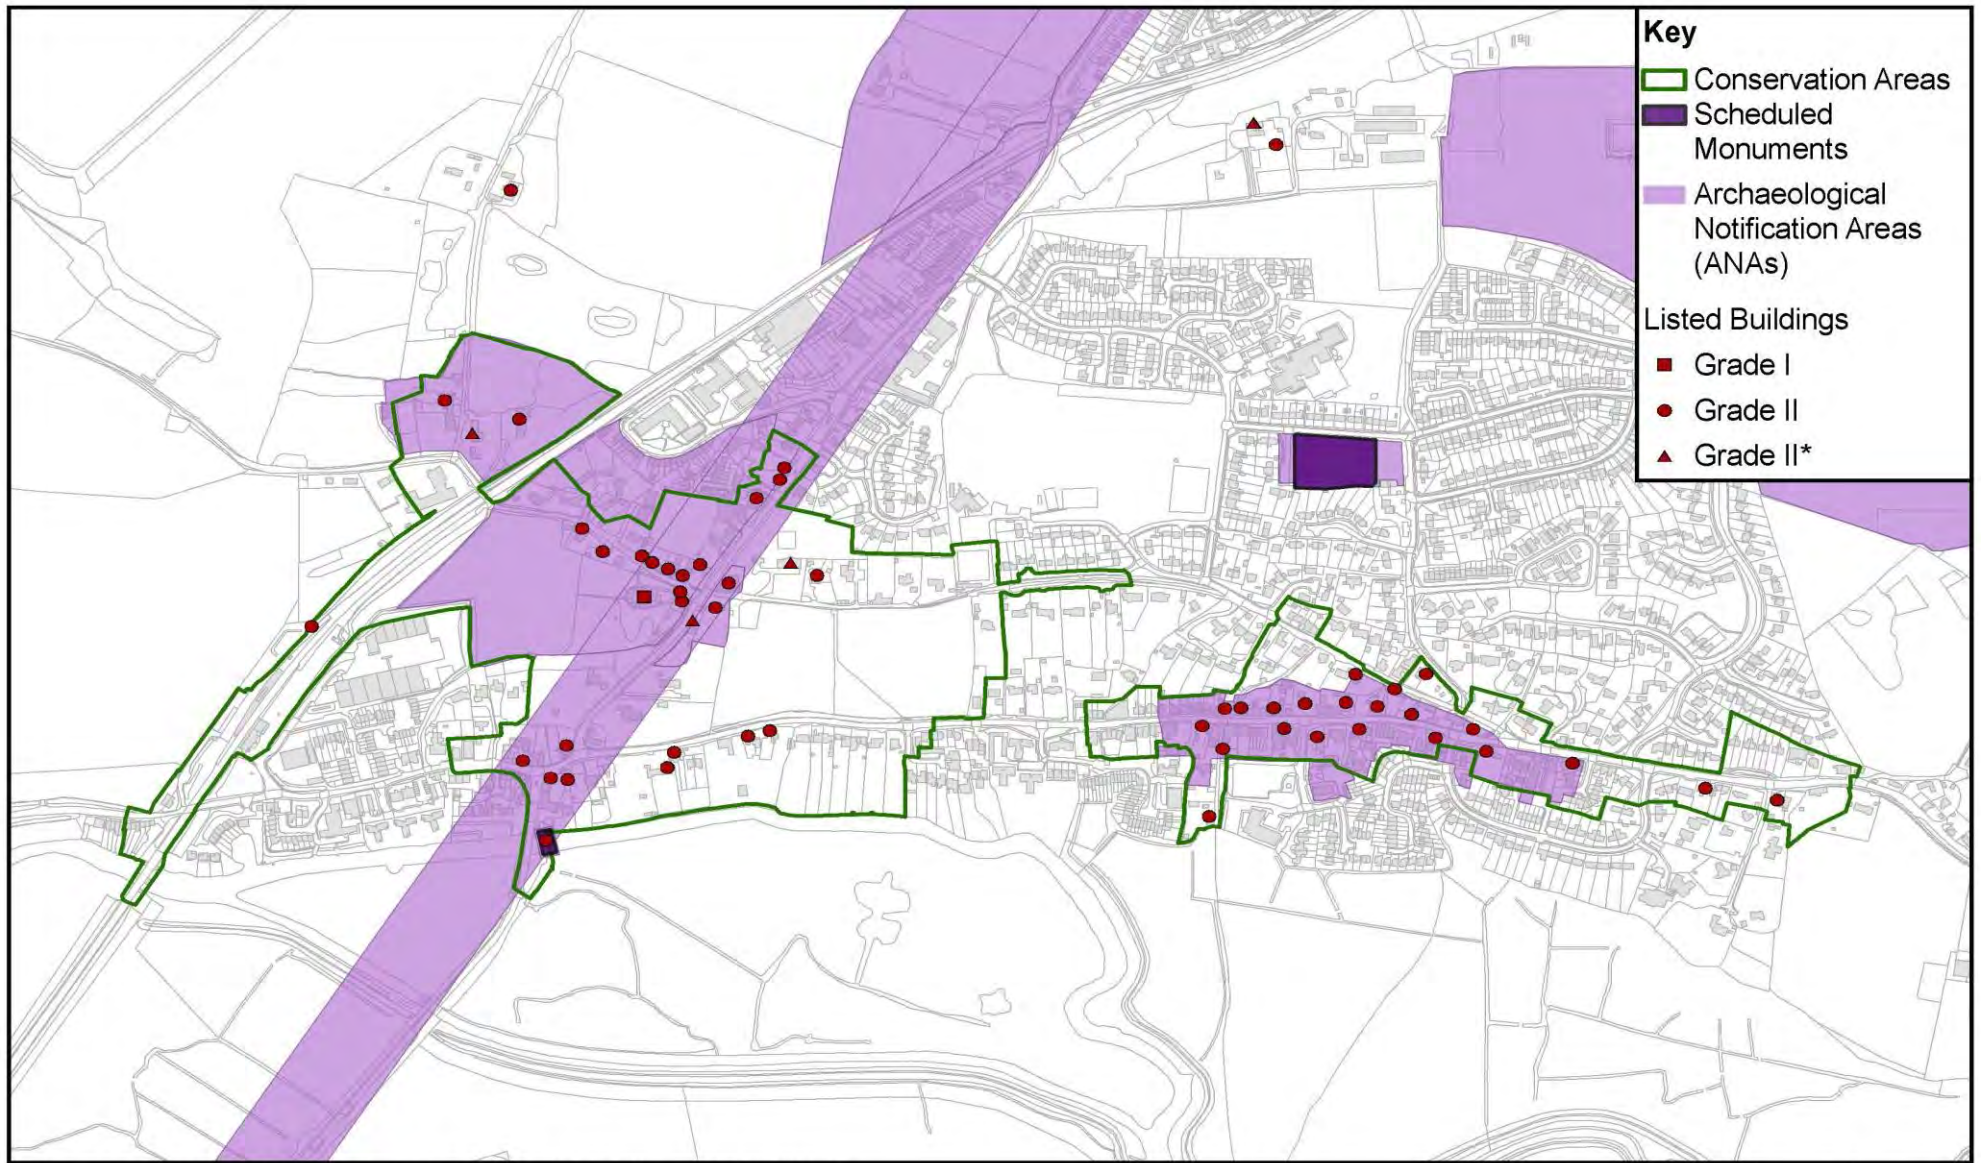 Key
Conservation Areas
Scheduled
Monuments
Archaeological
Notification Areas
(ANAs)
Listed Buildings
Grade I
Grade II
Grade II*